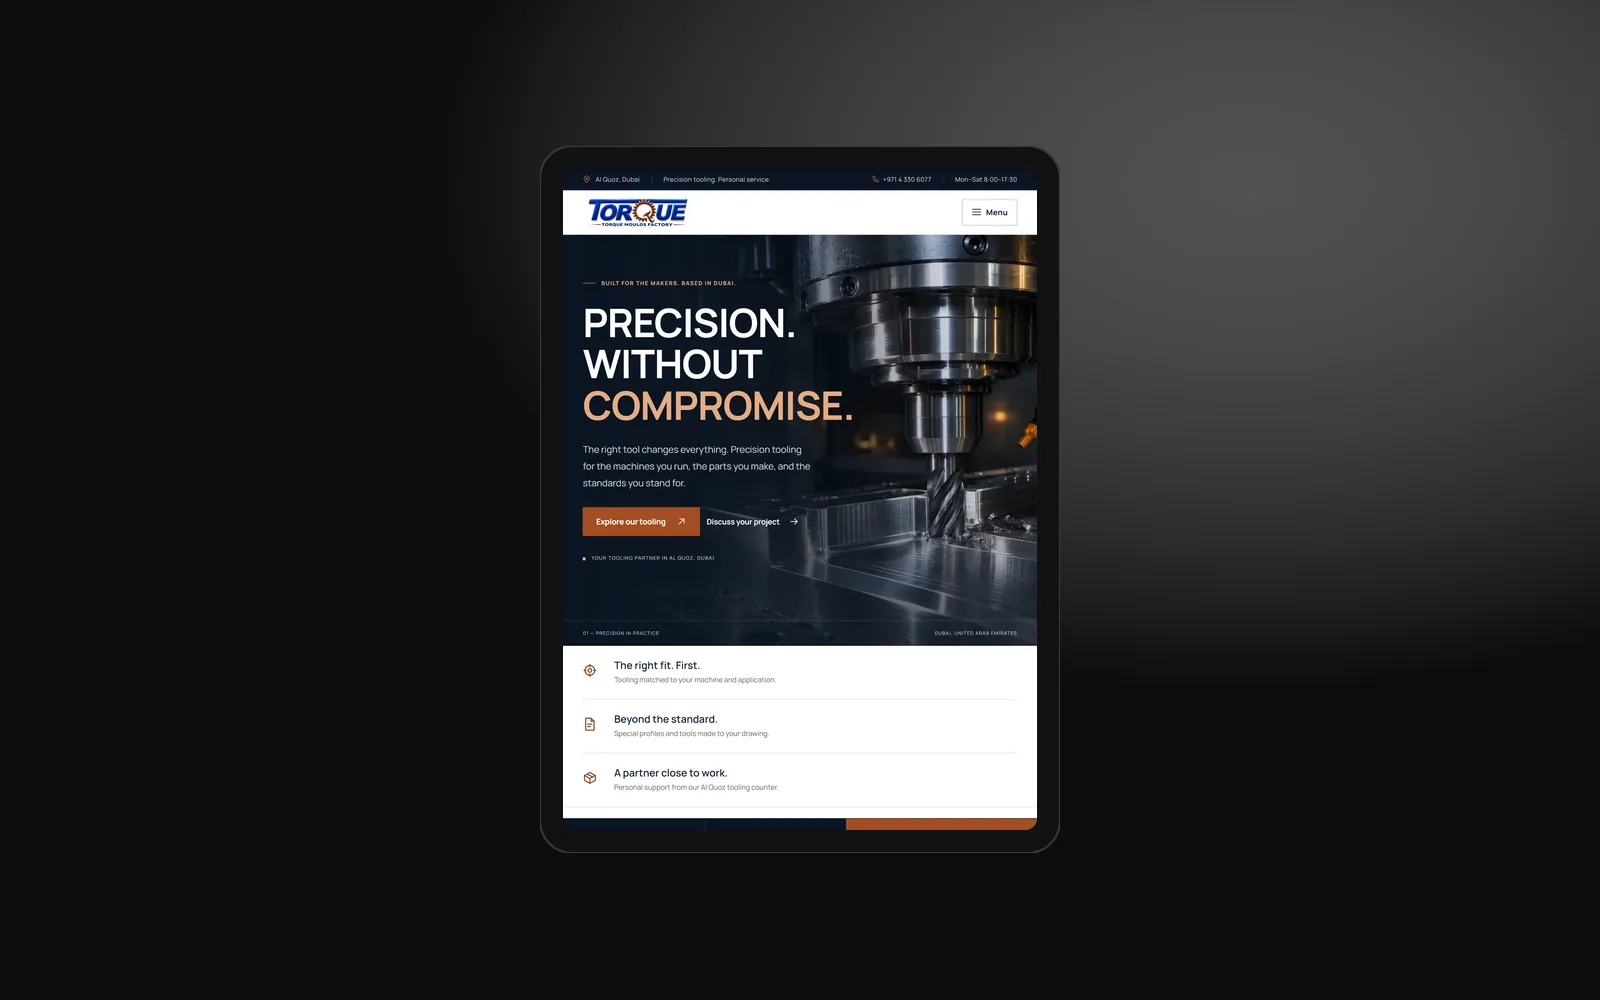 Al Quoz, Dubai
Precision tooling. Personal service.
+971 4 330 6077
Mon–Sat 8:00–17:30
TORQUE
TORQUE MOULDS FACTORY
Menu
BUILT FOR THE MAKERS. BASED IN DUBAI.
PRECISION.
WITHOUT
COMPROMISE.
The right tool changes everything. Precision tooling
for the machines you run, the parts you make, and the
standards you stand for.
Explore our tooling
Discuss your project
YOUR TOOLING PARTNER IN AL QUOZ, DUBAI
01 — PRECISION IN PRACTICE
DUBAI, UNITED ARAB EMIRATES
The right fit. First.
Tooling matched to your machine and application.
Beyond the standard.
Special profiles and tools made to your drawing.
A partner close to work.
Personal support from our Al Quoz tooling counter.